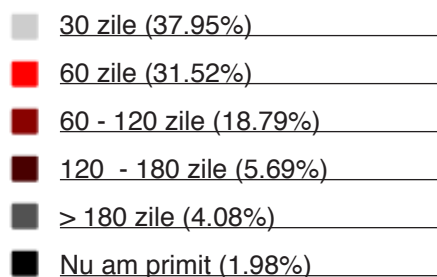 30 zile (37.95%)
60 zile (31.52%)
60 - 120 zile (18.79%)
120 - 180 zile (5.69%)
> 180 zile (4.08%)
Nu am primit (1.98%)